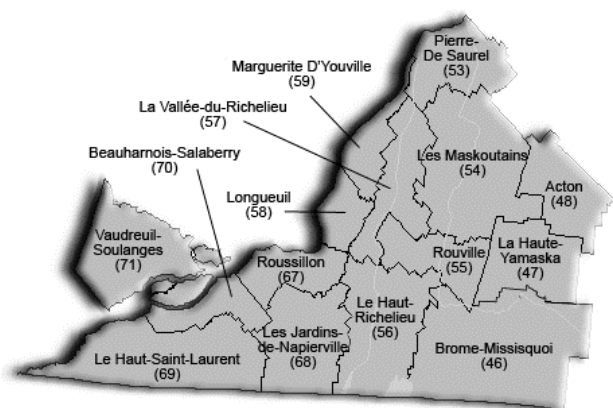 Pierre-
De Saurel
(53)
Marguerite D'Youville
(59)
La Vallée-du-Richelieu
(57)
Beauharnois-Salaberry
(70)
Les Maskoutains
(54)
Acton
(48)
Longueuil
(58)
Vaudreuil-
Soulanges
(71)
Roussillon
(67)
Rouville
(55)
La Haute-
Yamaska
(47)
Le Haut-
Richelieu
(56)
Les Jardins-
de-Napierville
(68)
Le Haut-Saint-Laurent
(69)
Brome-Missisquoi
(46)